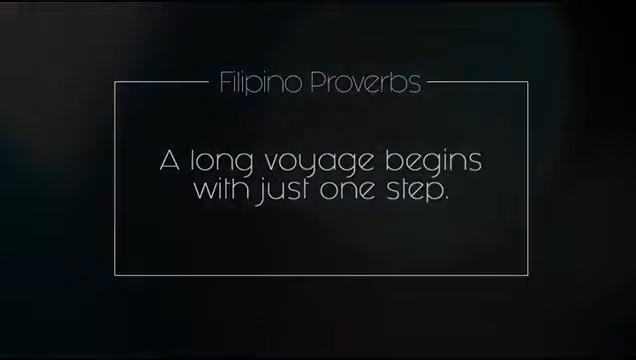 Filipino Proverbs
A long voyage begins
with just one step.